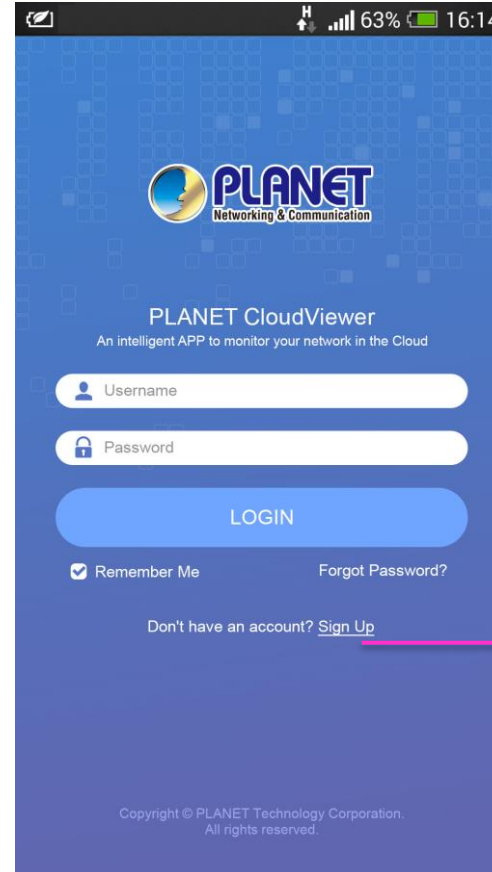 H 63% 16:14
PLANET
Networking & Communication
PLANET CloudViewer
An intelligent APP to monitor your network in the Cloud
Username
Password
LOGIN
Remember Me Forgot Password?
Don't have an account? Sign Up
Copyright © PLANET Technology Corporation.
All rights reserved.